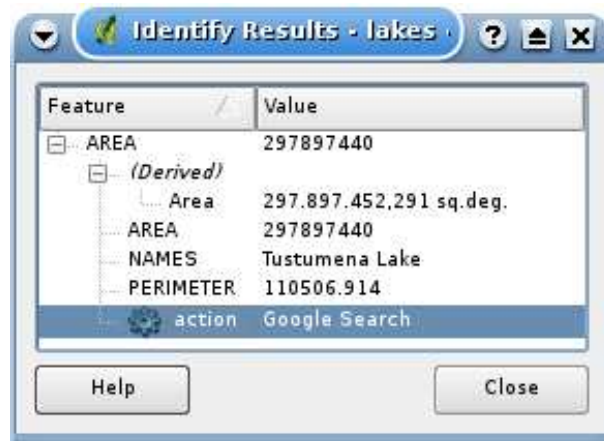 Identify Results - lakes
Feature Value
AREA 297897440
(Derived)
Area 297.897.452,291 sq.deg.
AREA 297897440
NAMES Tustumena Lake
PERIMETER 110506.914
action Google Search
Help Close